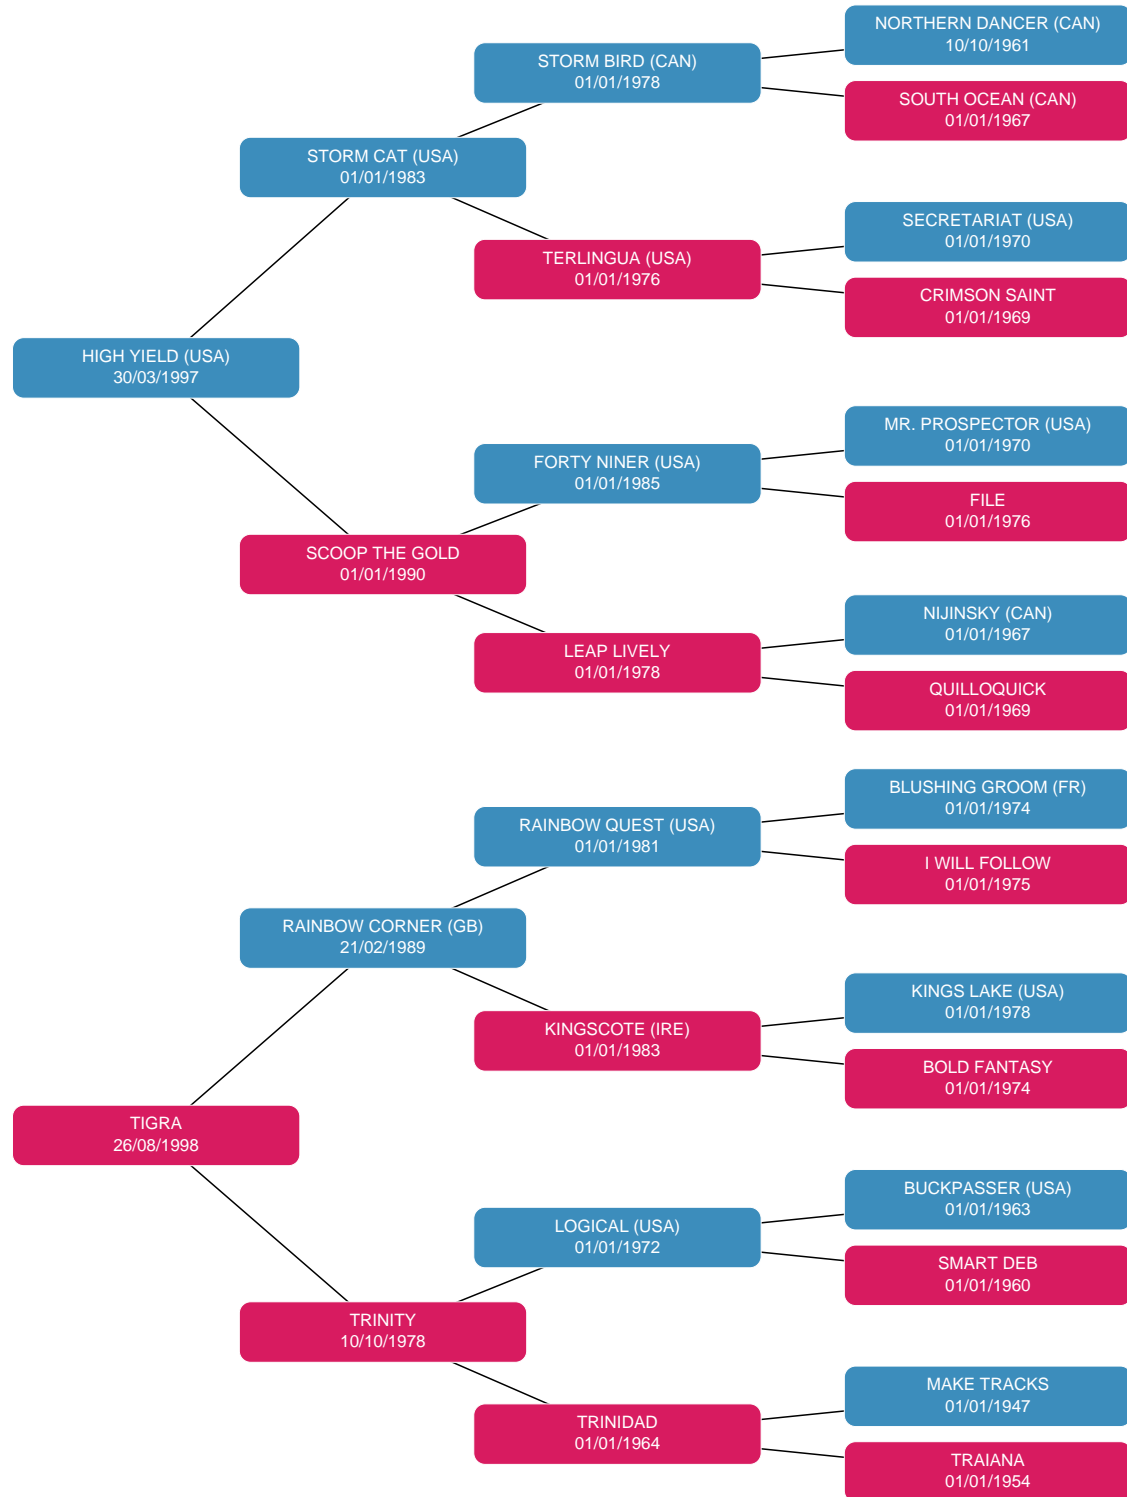 NORTHERN DANCER (CAN)
10/10/1961
STORM BIRD (CAN)
01/01/1978
SOUTH OCEAN (CAN)
01/01/1967
STORM CAT (USA)
01/01/1983
SECRETARIAT (USA)
01/01/1970
TERLINGUA (USA)
01/01/1976
CRIMSON SAINT
01/01/1969
HIGH YIELD (USA)
30/03/1997
MR. PROSPECTOR (USA)
01/01/1970
FORTY NINER (USA)
01/01/1985
FILE
01/01/1976
SCOOP THE GOLD
01/01/1990
NIJINSKY (CAN)
01/01/1967
LEAP LIVELY
01/01/1978
QUILLOQUICK
01/01/1969
BLUSHING GROOM (FR)
01/01/1974
RAINBOW QUEST (USA)
01/01/1981
I WILL FOLLOW
01/01/1975
RAINBOW CORNER (GB)
21/02/1989
KINGS LAKE (USA)
01/01/1978
KINGSCOTE (IRE)
01/01/1983
BOLD FANTASY
01/01/1974
TIGRA
26/08/1998
BUCKPASSER (USA)
01/01/1963
LOGICAL (USA)
01/01/1972
SMART DEB
01/01/1960
TRINITY
10/10/1978
MAKE TRACKS
01/01/1947
TRINIDAD
01/01/1964
TRAIANA
01/01/1954